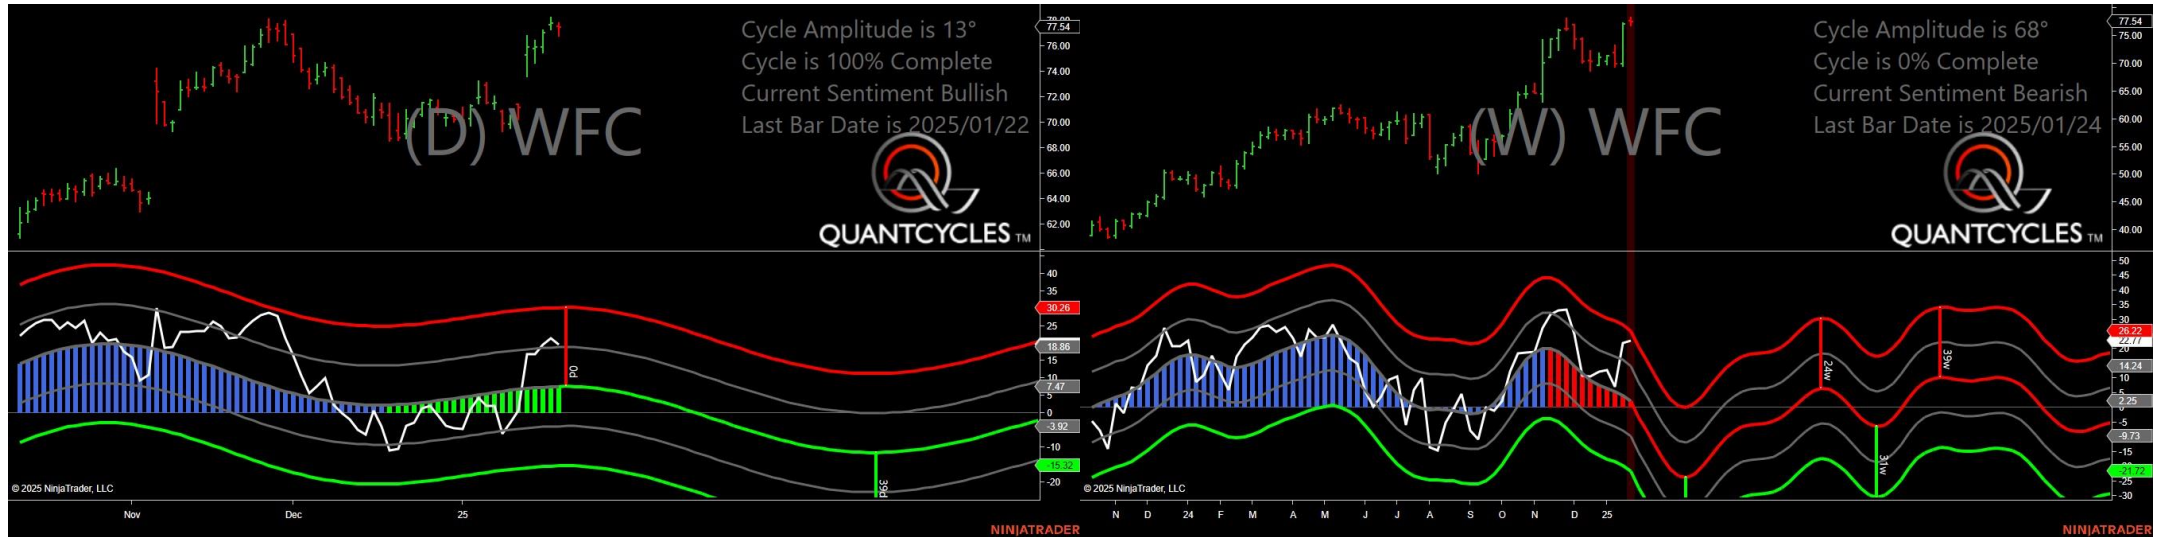 Cycle Amplitude is 13°
Cycle is 100% Complete
Current Sentiment Bullish
Last Bar Date is 2025/01/22
(D) WFC
QUANTCYCLES TM
78.00
77.54
76.00
74.00
72.00
70.00
68.00
66.00
64.00
62.00
40
35
30.26
25
18.86
15
10
7.47
5
0
-3.92
-10
-15.32
-20
P0
39d
© 2025 NinjaTrader, LLC
Nov Dec 25
NINJATRADER
Cycle Amplitude is 68°
Cycle is 0% Complete
Current Sentiment Bearish
Last Bar Date is 2025/01/24
(W) WFC
QUANTCYCLES TM
77.54
75.00
70.00
65.00
60.00
55.00
50.00
45.00
40.00
50
45
40
35
30
26.22
22.77
20
14.24
10
5
2.25
-5
-9.73
-15
-21.72
-25
-30
24w
39w
31w
© 2025 NinjaTrader, LLC
N D 24 F M A M J J A S O N D 25
NINJATRADER